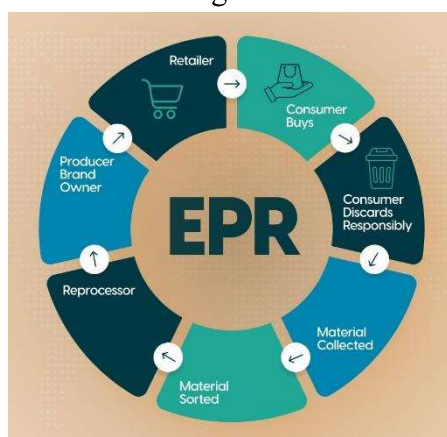 Retailer
Consumer
Buys
Producer
Brand
Owner
EPR
Consumer
Discards
Responsibly
Reprocessor
Material
Collected
Material
Sorted